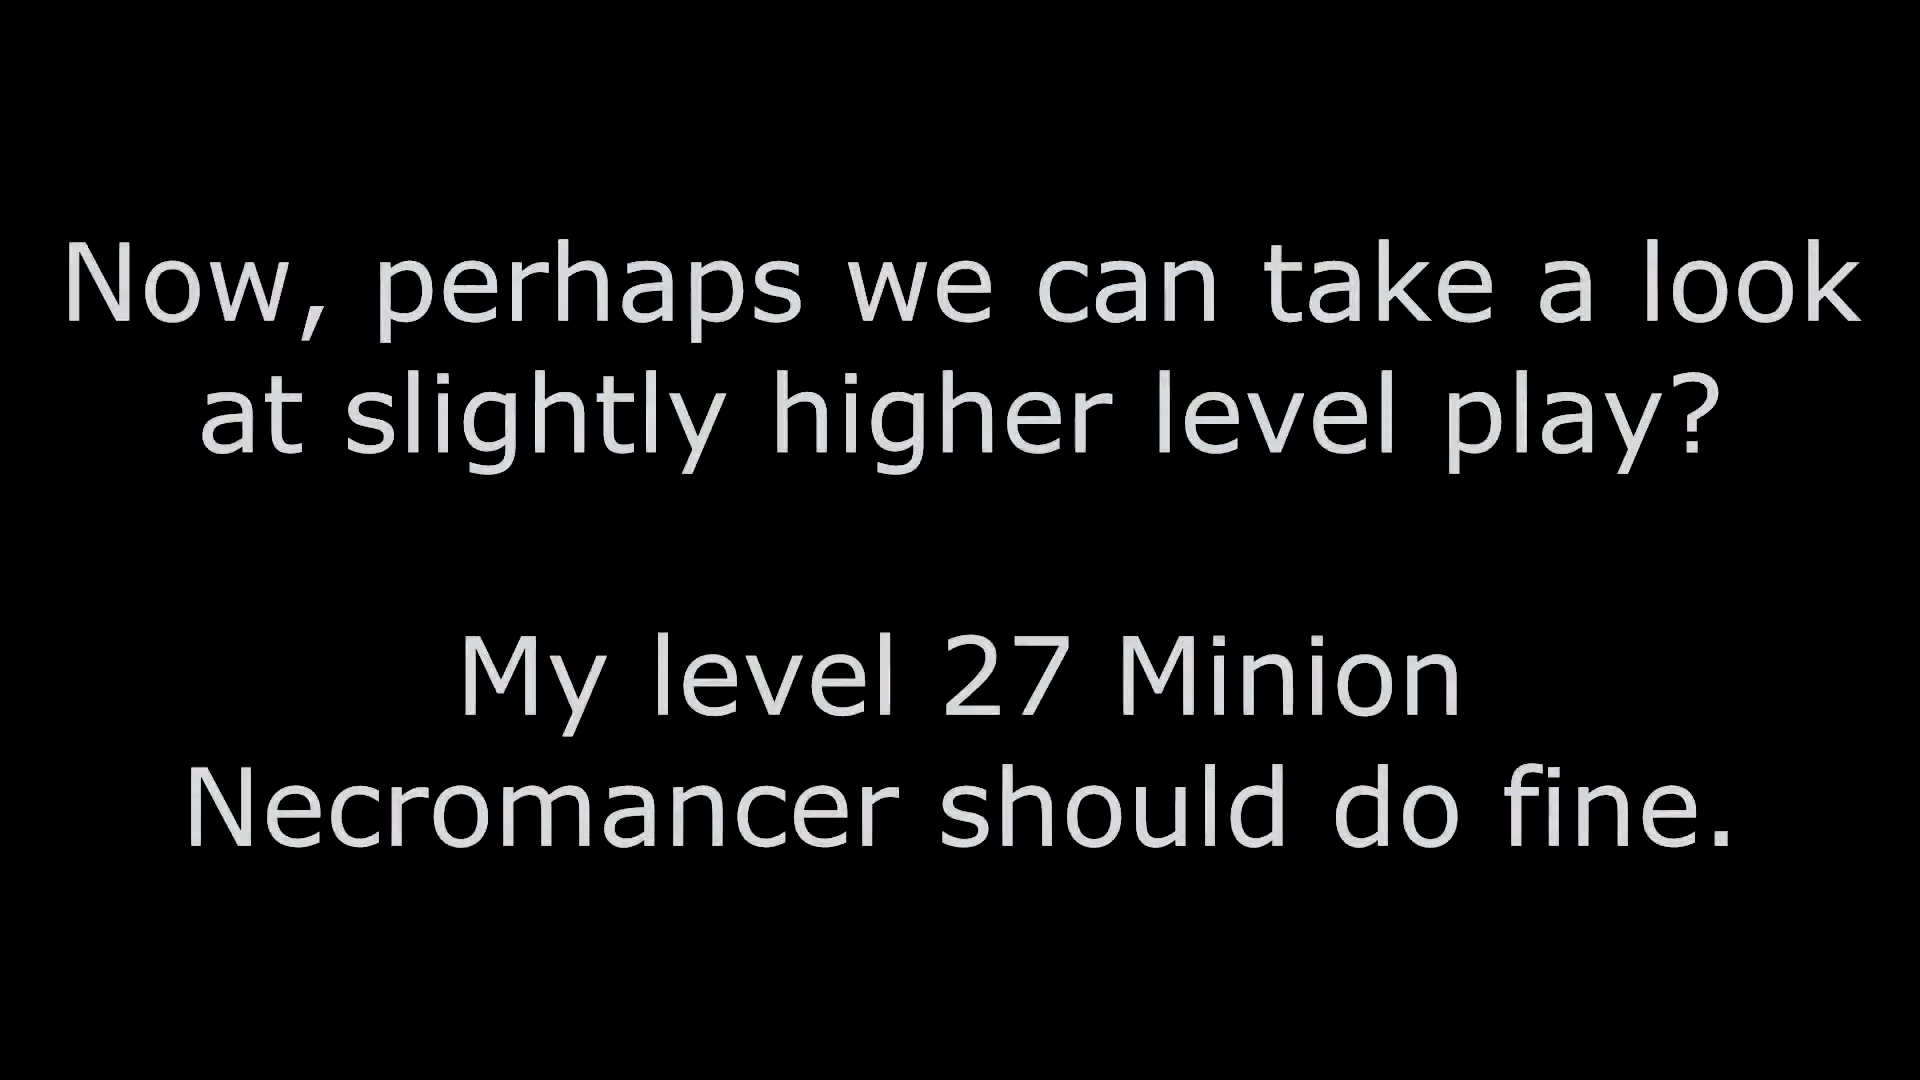 Now, perhaps we can take a look
at slightly higher level play?
My level 27 Minion
Necromancer should do fine.